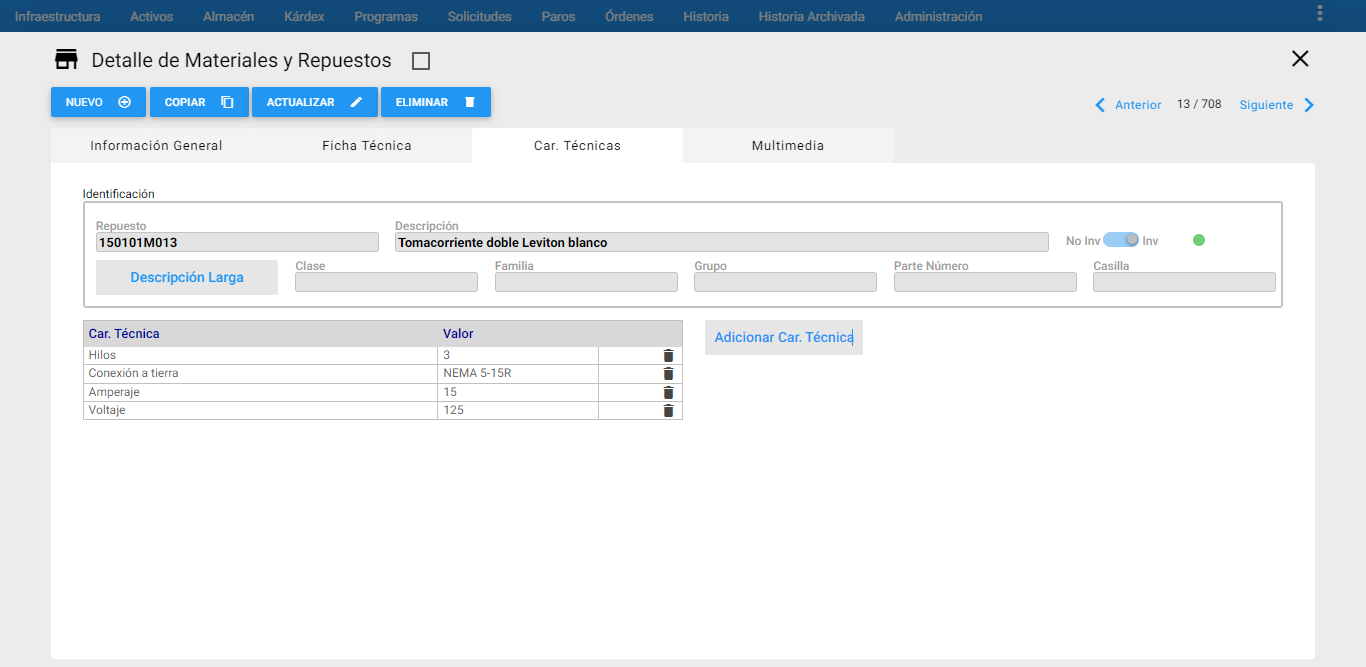 Infraestructura Activos Almacén Kárdex Programas Solicitudes Paros Órdenes Historia Historia Archivada Administración
Detalle de Materiales y Repuestos
NUEVO COPIAR ACTUALIZAR ELIMINAR
Anterior 13 / 708 Siguiente
Información General Ficha Técnica Car. Técnicas Multimedia
Identificación
Repuesto Descripción
150101M013 Tomacorriente doble Leviton blanco No Inv Inv
Descripción Larga Clase Familia Grupo Parte Número Casilla
Car. Técnica Valor Adicionar Car. Técnica
Hilos 3
Conexión a tierra NEMA 5-15R
Amperaje 15
Voltaje 125